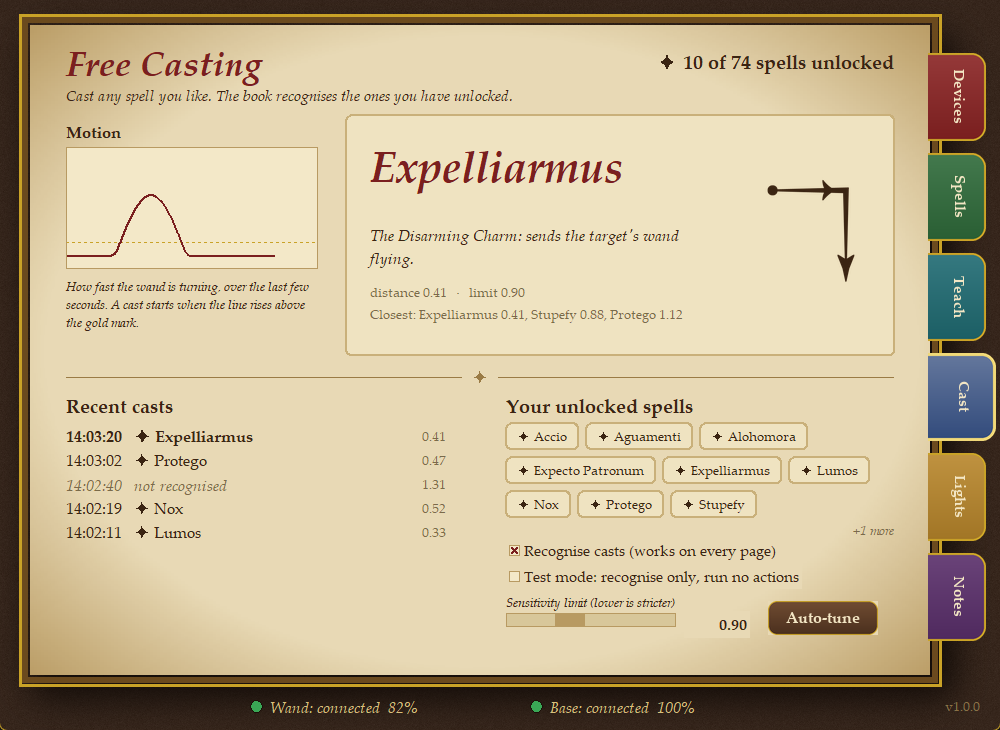 Free Casting
✦ 10 of 74 spells unlocked
Cast any spell you like. The book recognises the ones you have unlocked.
Motion
How fast the wand is turning, over the last few
seconds. A cast starts when the line rises above
the gold mark.
Expelliarmus
The Disarming Charm: sends the target's wand
flying.
distance 0.41 · limit 0.90
Closest: Expelliarmus 0.41, Stupefy 0.88, Protego 1.12
Recent casts
14:03:20 ✦ Expelliarmus 0.41
14:03:02 ✦ Protego 0.47
14:02:40 not recognised 1.31
14:02:19 ✦ Nox 0.52
14:02:11 ✦ Lumos 0.33
Your unlocked spells
✦ Accio ✦ Aguamenti ✦ Alohomora
✦ Expecto Patronum ✦ Expelliarmus ✦ Lumos
✦ Nox ✦ Protego ✦ Stupefy
+1 more
Recognise casts (works on every page)
Test mode: recognise only, run no actions
Sensitivity limit (lower is stricter)
0.90
Auto-tune
Devices
Spells
Teach
Cast
Lights
Notes
Wand: connected 82%
Base: connected 100%
v1.0.0